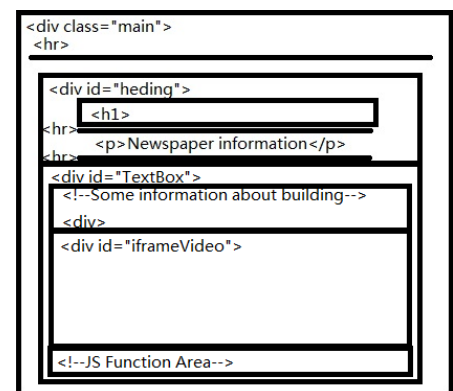 <div class="main">
<hr>
<div id="heding">
<h1>
<hr>
<p>Newspaper information</p>
<hr>
<div id="TextBox">
<!--Some information about building-->
<div>
<div id="iframeVideo">
<!--JS Function Area-->